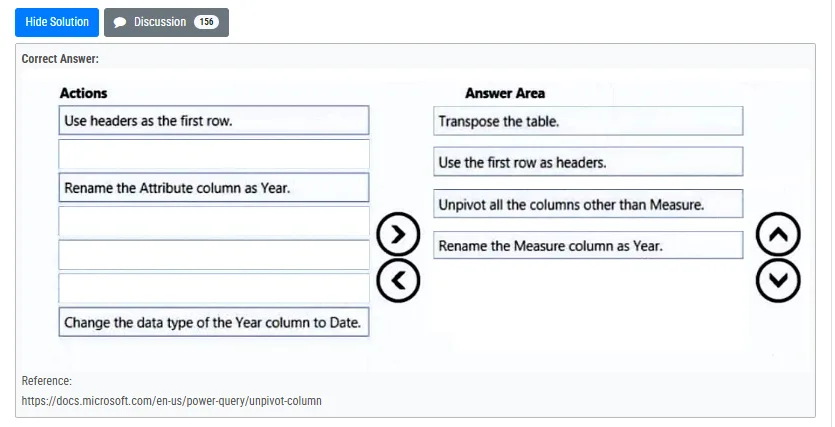 Hide Solution
Discussion 156
Correct Answer:
Actions
Answer Area
Use headers as the first row.
Transpose the table.
Use the first row as headers.
Rename the Attribute column as Year.
Unpivot all the columns other than Measure.
Rename the Measure column as Year.
Change the data type of the Year column to Date.
Reference:
https://docs.microsoft.com/en-us/power-query/unpivot-column